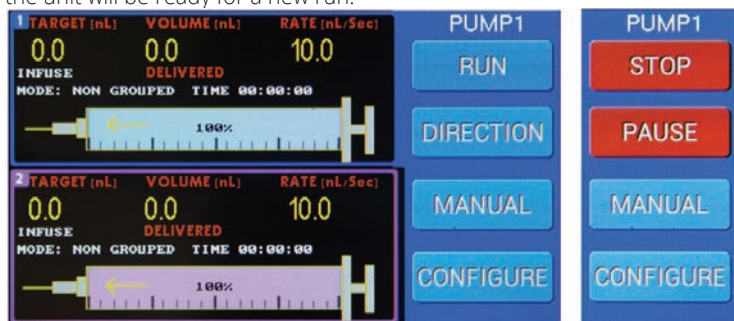 the unit will be ready for a new run.
1 TARGET [nL] VOLUME [nL] RATE [nL/Sec]
0.0 0.0 10.0
INFUSE DELIVERED
MODE: NON GROUPED TIME 00:00:00
100%
2 TARGET [nL] VOLUME [nL] RATE [nL/Sec]
0.0 0.0 10.0
INFUSE DELIVERED
MODE: NON GROUPED TIME 00:00:00
100%
PUMP1
RUN
DIRECTION
MANUAL
CONFIGURE
PUMP1
STOP
PAUSE
MANUAL
CONFIGURE